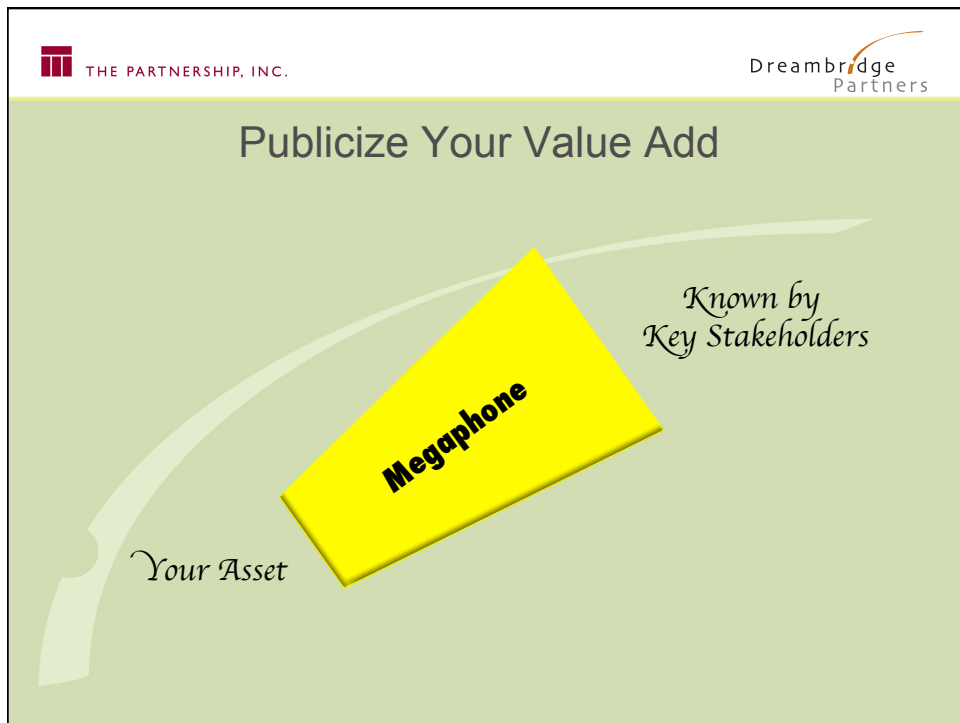 THE PARTNERSHIP, INC.
Dreambridge
Partners
Publicize Your Value Add
Known by
Key Stakeholders
Megaphone
Your Asset